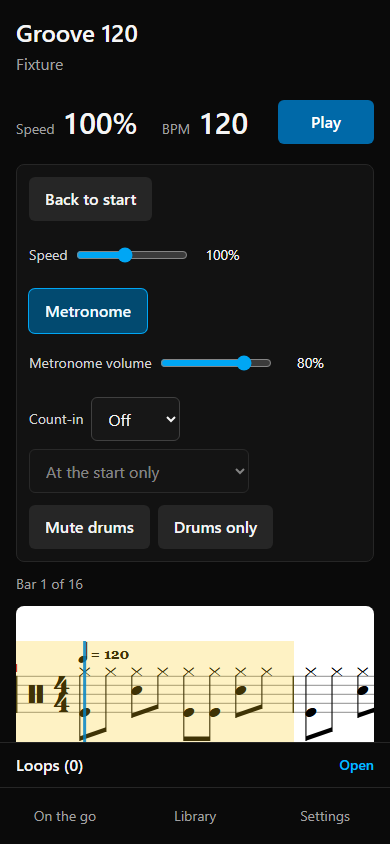 Groove 120
Fixture
Speed 100% BPM 120 Play
Back to start
Speed 100%
Metronome
Metronome volume 80%
Count-in Off
At the start only
Mute drums Drums only
Bar 1 of 16
= 120
4
4
Loops (0) Open
On the go Library Settings